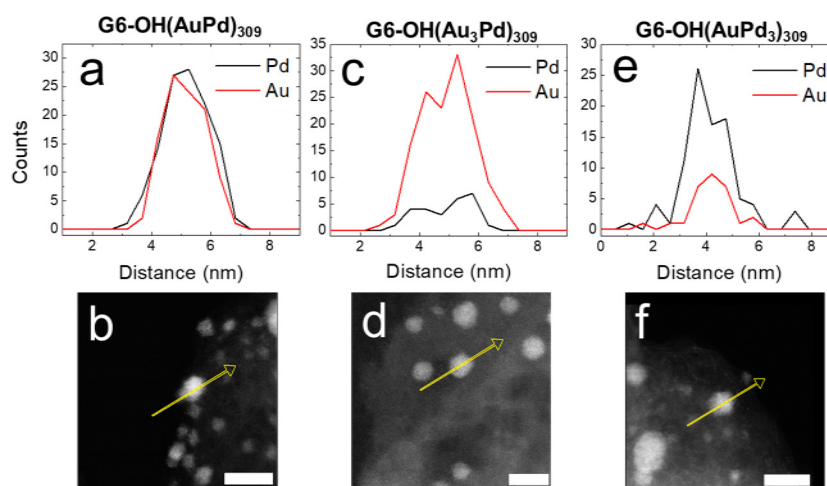 G6-OH(AuPd)309
G6-OH(Au3Pd)309
G6-OH(AuPd3)309
a
Pd
Au
30
25
20
15
10
5
0
Counts
2
4
6
8
Distance (nm)
c
Pd
Au
35
30
25
20
15
10
5
0
2
4
6
8
Distance (nm)
e
Pd
Au
35
30
25
20
15
10
5
0
0
2
4
6
8
Distance (nm)
b
d
f